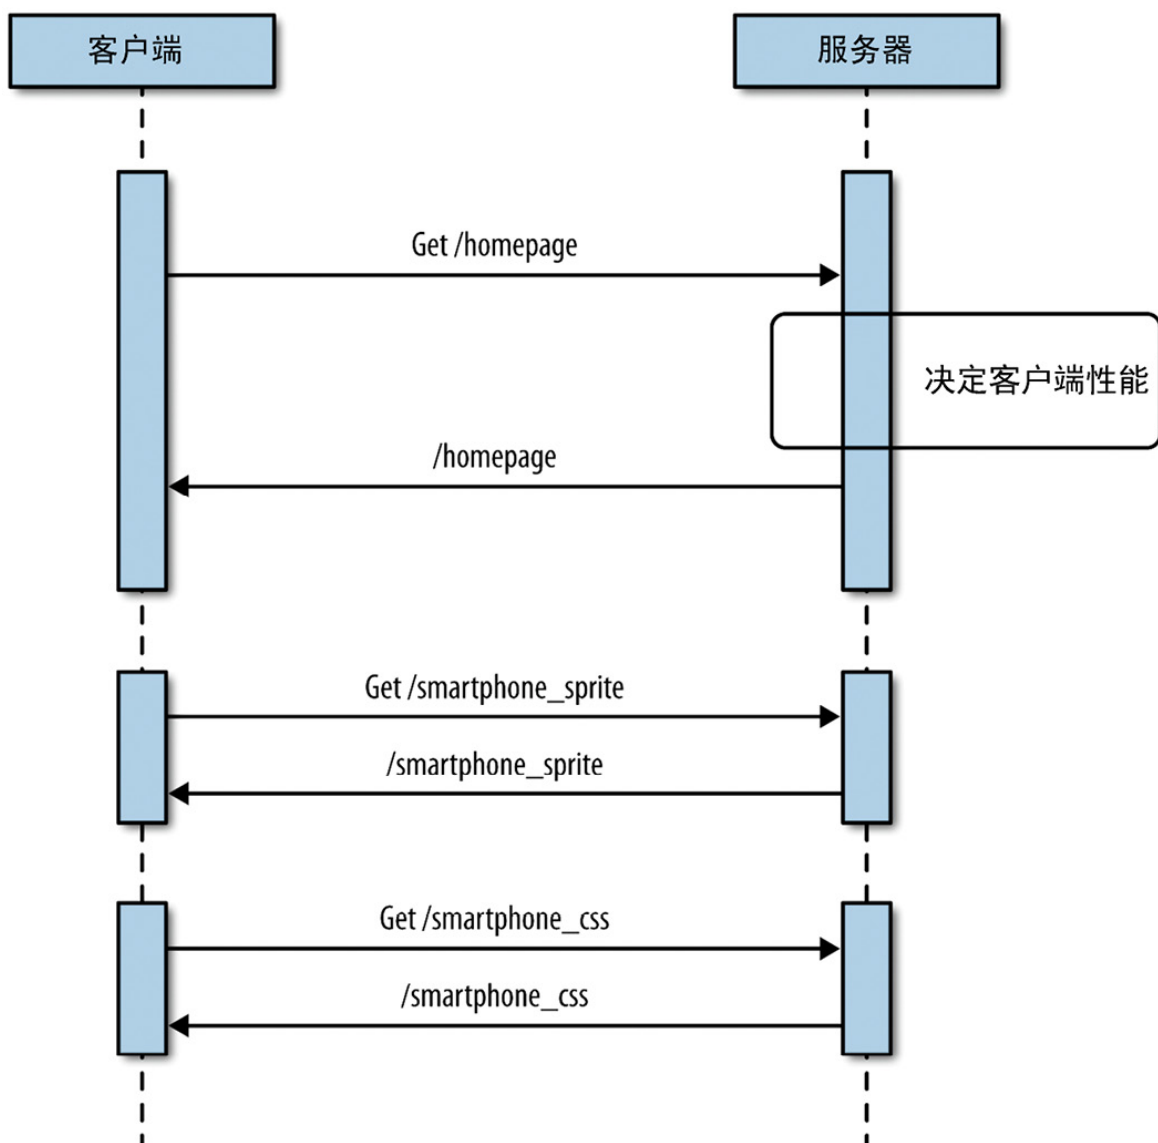 客户端
服务器
Get /homepage
决定客户端性能
/homepage
Get /smartphone_sprite
/smartphone_sprite
Get /smartphone_css
/smartphone_css